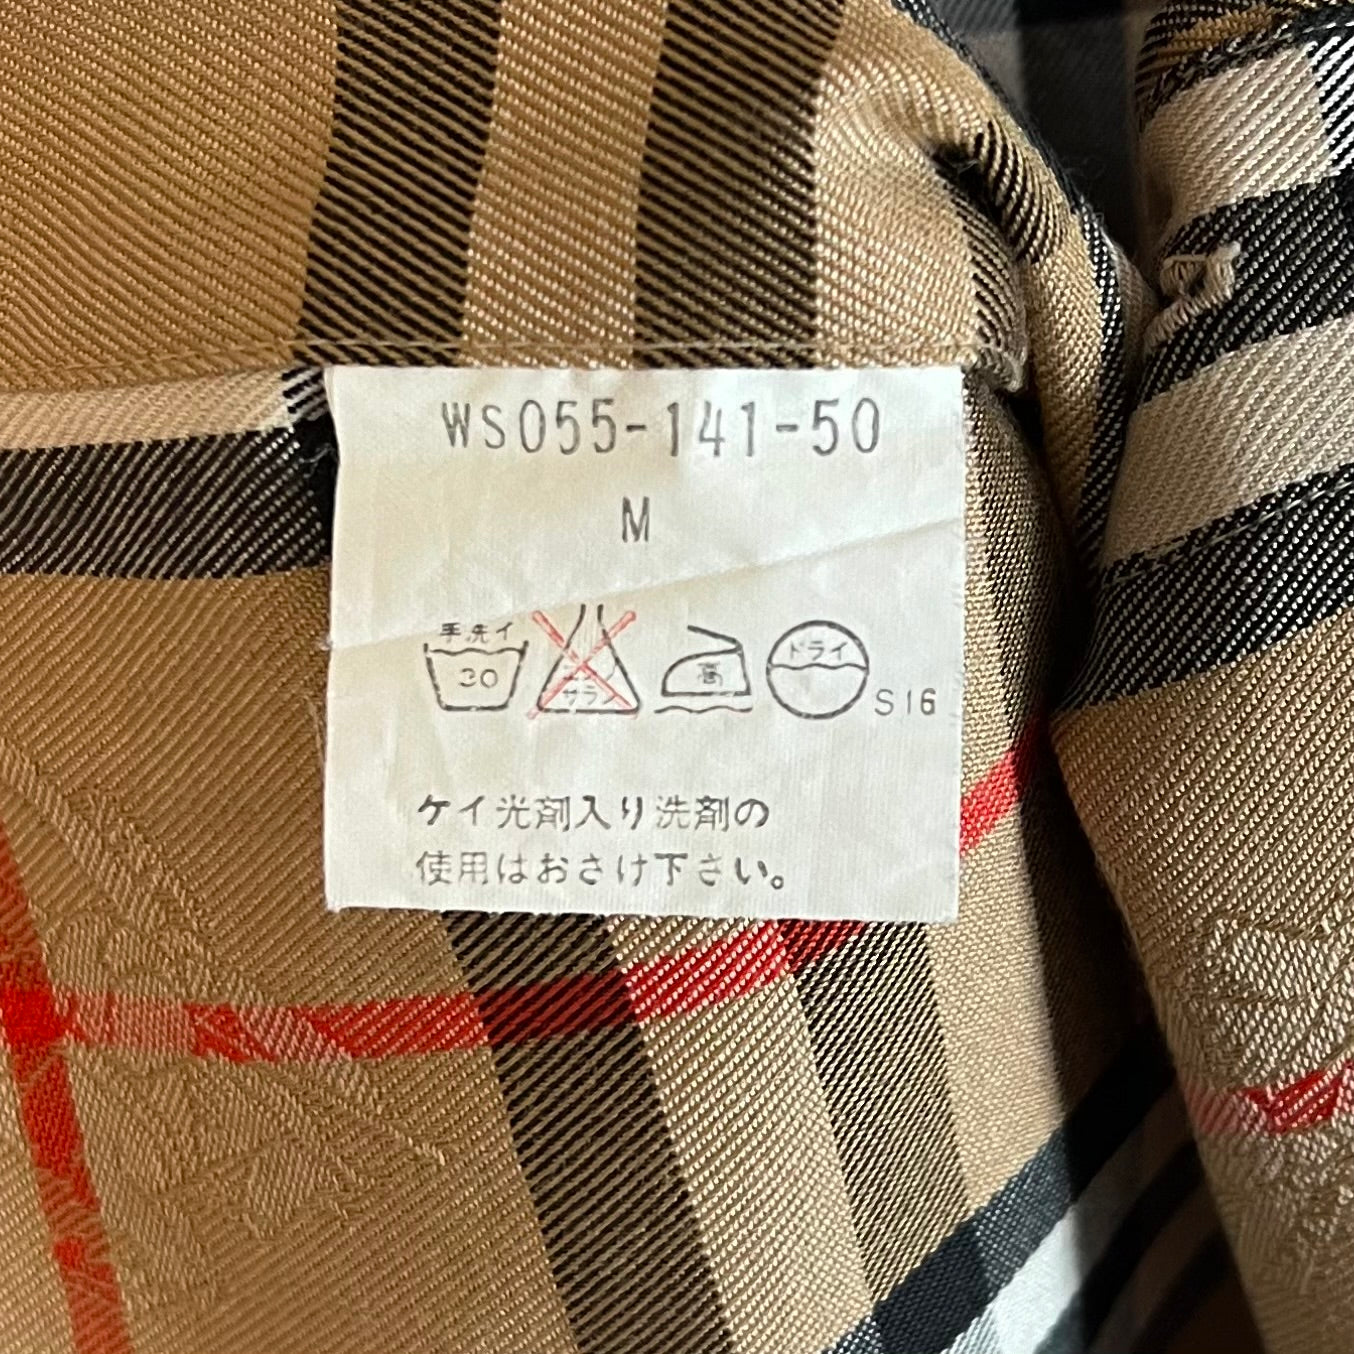 WS055-141-50
M
手洗イ
30
サラシ
高
ドライ
S16
ケイ光剤入り洗剤の
使用はおさけ下さい。